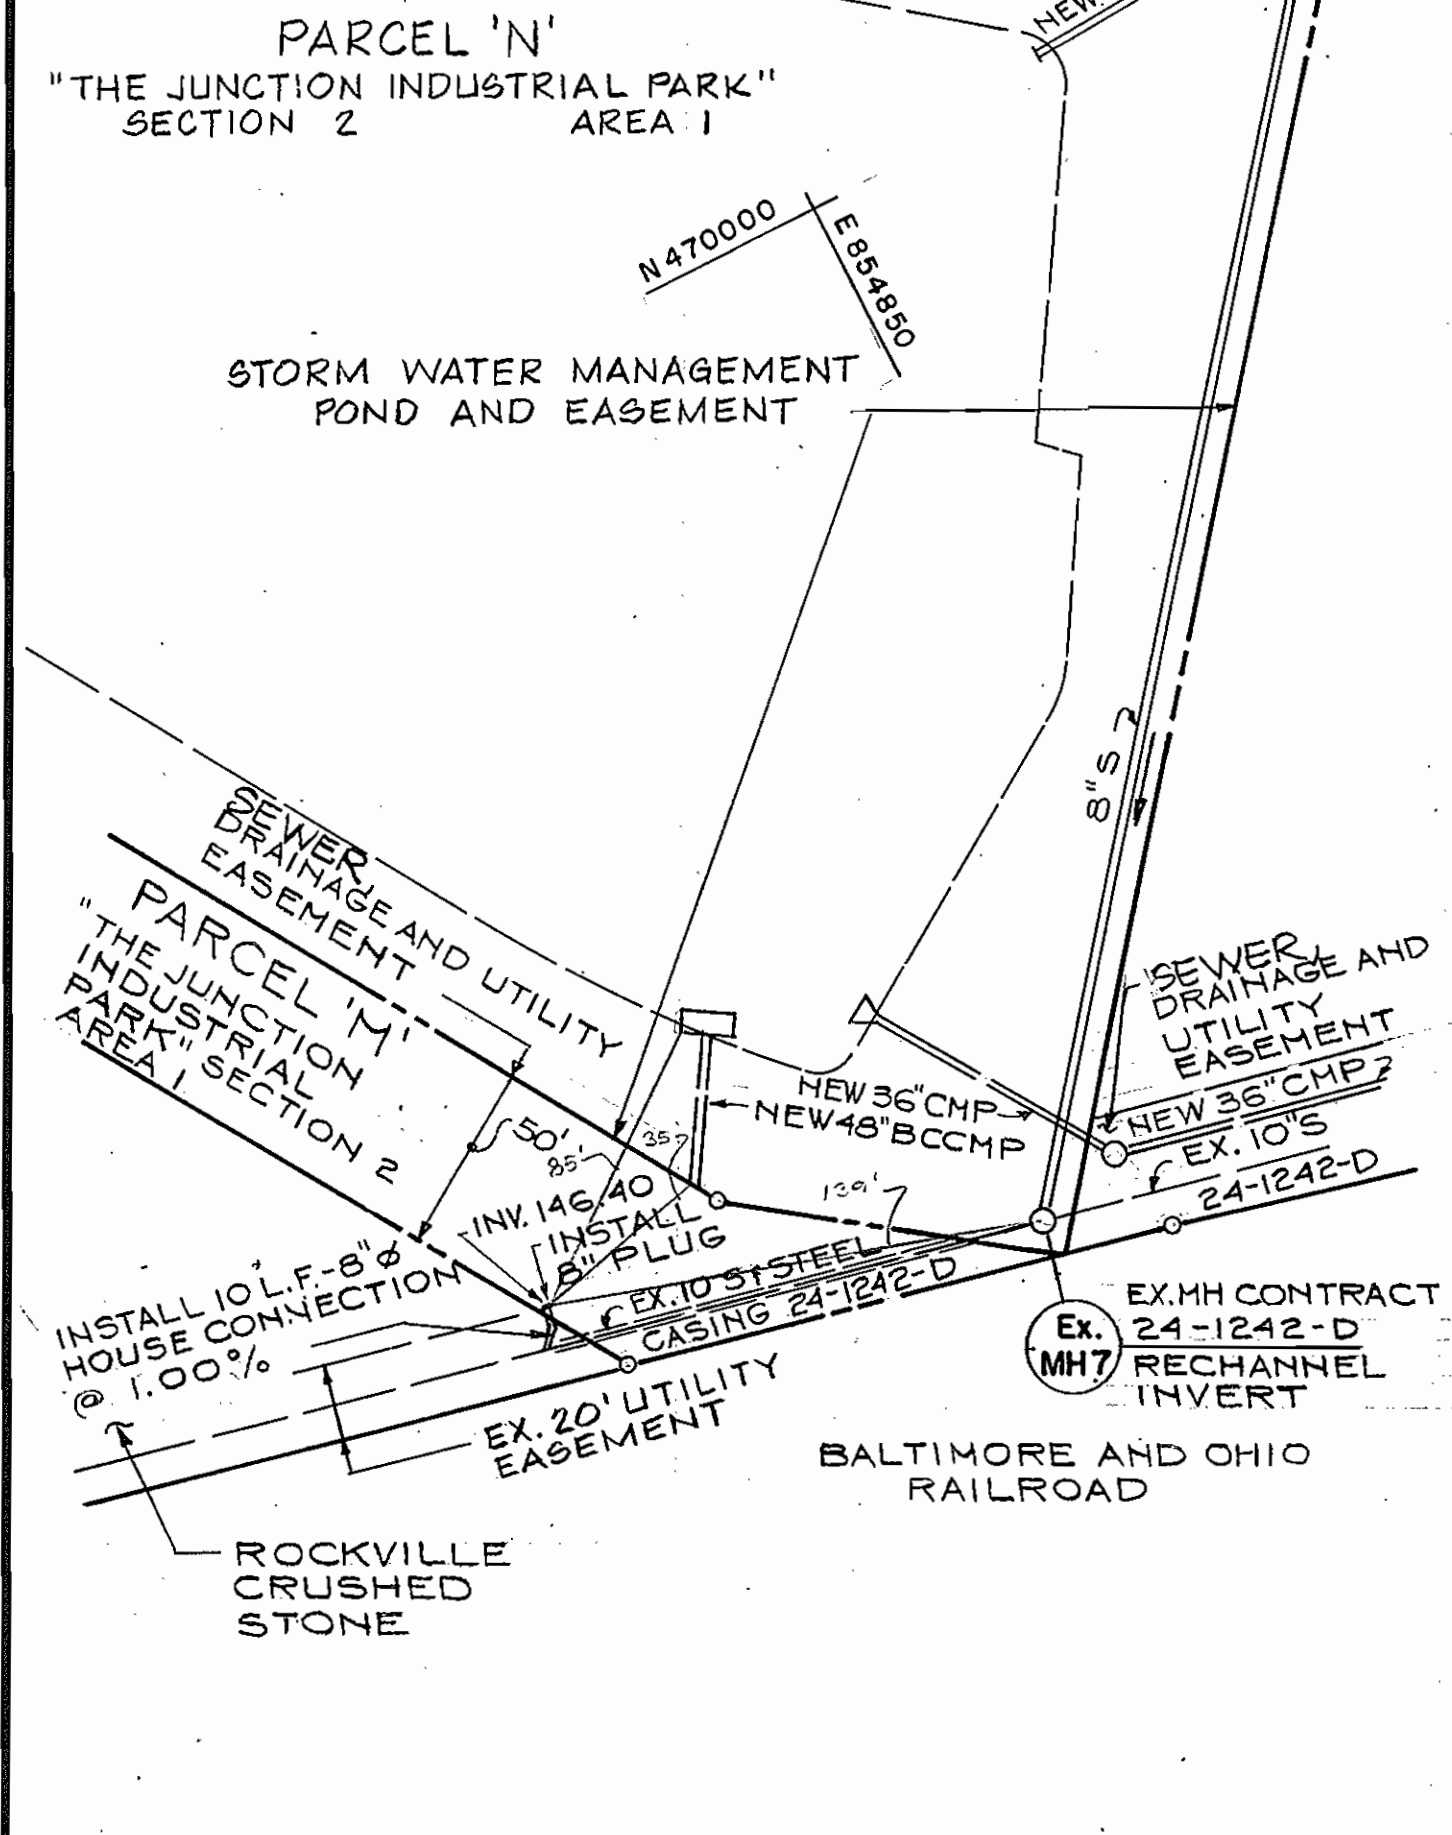 NEW
PARCEL 'N'
"THE JUNCTION INDUSTRIAL PARK"
SECTION 2 AREA 1
N 470000
E 854850
STORM WATER MANAGEMENT
POND AND EASEMENT
8" S
SEWER,
DRAINAGE AND UTILITY
EASEMENT
PARCEL 'M'
"THE JUNCTION
INDUSTRIAL
PARK" SECTION 2
AREA 1
SEWER,
DRAINAGE AND
UTILITY
EASEMENT
NEW 36" CMP
NEW 48" BCCMP
NEW 36" CMP
EX. 10" S
24-1242-D
50'
85'
35'
139'
INV. 146.40
INSTALL
8" PLUG
INSTALL 10 L.F.-8" ø
HOUSE CONNECTION
@ 1.00%
EX. 10 S STEEL
CASING 24-1242-D
EX. 20' UTILITY
EASEMENT
Ex.
MH7
EX. MH CONTRACT
24-1242-D
RECHANNEL
INVERT
BALTIMORE AND OHIO
RAILROAD
ROCKVILLE
CRUSHED
STONE